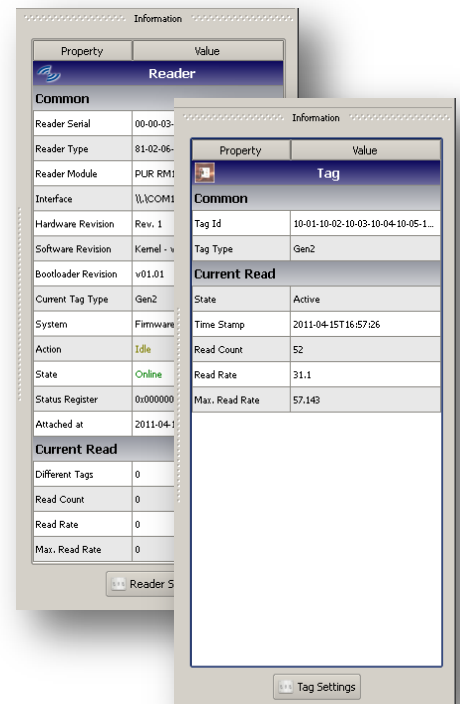 Information
Property Value
Reader
Common
Reader Serial 00-00-03-
Reader Type 81-02-06-
Reader Module PUR RM1
Interface \\.\COM1
Hardware Revision Rev. 1
Software Revision Kernel - v
Bootloader Revision v01.01
Current Tag Type Gen2
System Firmware
Action Idle
State Online
Status Register 0x000000
Attached at 2011-04-1
Current Read
Different Tags 0
Read Count 0
Read Rate 0
Max. Read Rate 0
Reader S
Information
Property Value
Tag
Common
Tag Id 10-01-10-02-10-03-10-04-10-05-1...
Tag Type Gen2
Current Read
State Active
Time Stamp 2011-04-15T16:57:26
Read Count 52
Read Rate 31.1
Max. Read Rate 57.143
Tag Settings